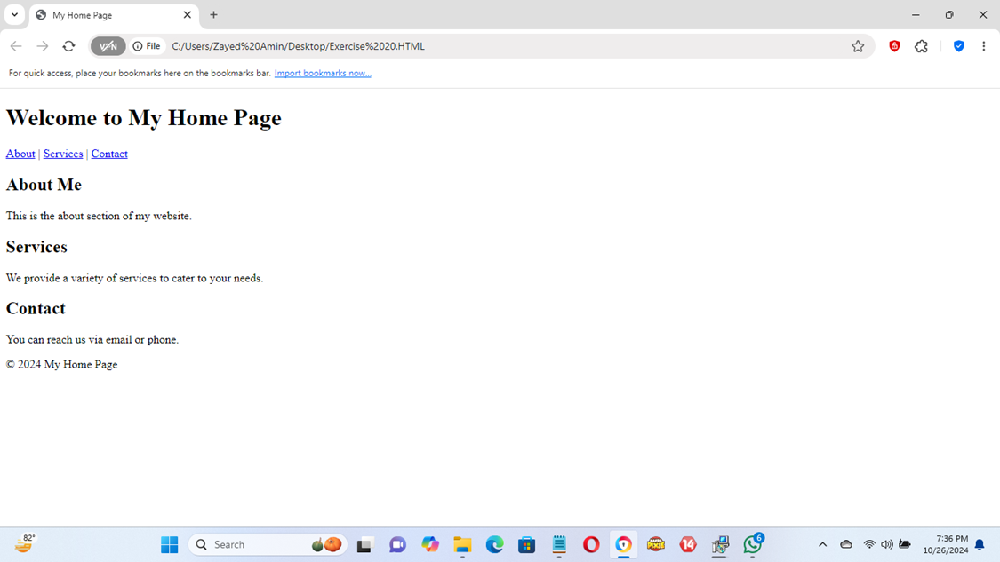 My Home Page
VPN
File
C:/Users/Zayed%20Amin/Desktop/Exercise%2020.HTML
For quick access, place your bookmarks here on the bookmarks bar. Import bookmarks now...
Welcome to My Home Page
About | Services | Contact
About Me
This is the about section of my website.
Services
We provide a variety of services to cater to your needs.
Contact
You can reach us via email or phone.
© 2024 My Home Page
82°
Search
14
6
7:36 PM
10/26/2024